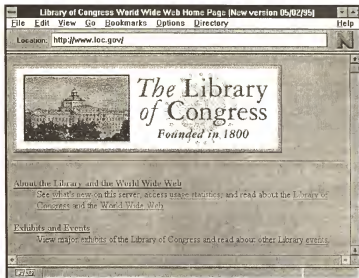 Library of Congress World Wide Web Home Page [New version 05/02/95]
File Edit View Go Bookmarks Options Directory Help
Location: http://www.loc.gov/
N
The Library
of Congress
Founded in 1800
About the Library and the World Wide Web
See what's new on this server, access usage statistics, and read about the Library of
Congress and the World Wide Web.
Exhibits and Events
View major exhibits of the Library of Congress and read about other Library events.